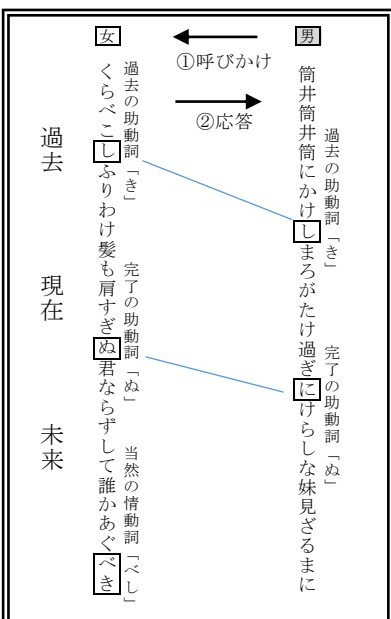 男
①呼びかけ
②応答
女
過去の助動詞「き」
完了の助動詞「ぬ」
筒井筒井筒にかけしまろがたけ過ぎにけらしな妹見ざるまに
過去の助動詞「き」
完了の助動詞「ぬ」
当然の情動詞「べし」
くらべこしふりわけ髪も肩すぎぬ君ならずして誰かあぐべき
過去
現在
未来